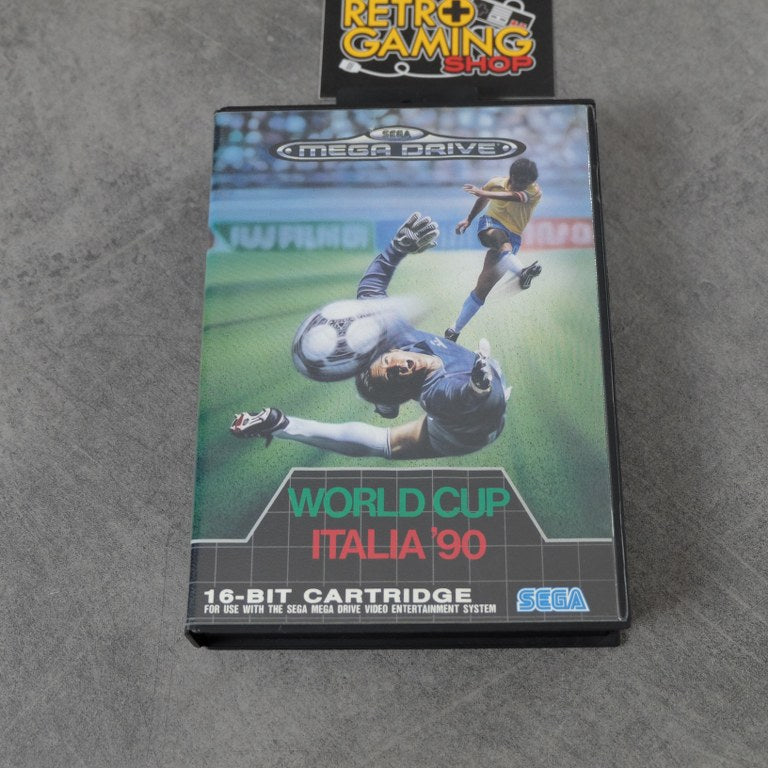 RETRO
GAMING
SHOP
SEGA
MEGA DRIVE
WORLD CUP
ITALIA '90
16-BIT CARTRIDGE
FOR USE WITH THE SEGA MEGA DRIVE VIDEO ENTERTAINMENT SYSTEM
SEGA